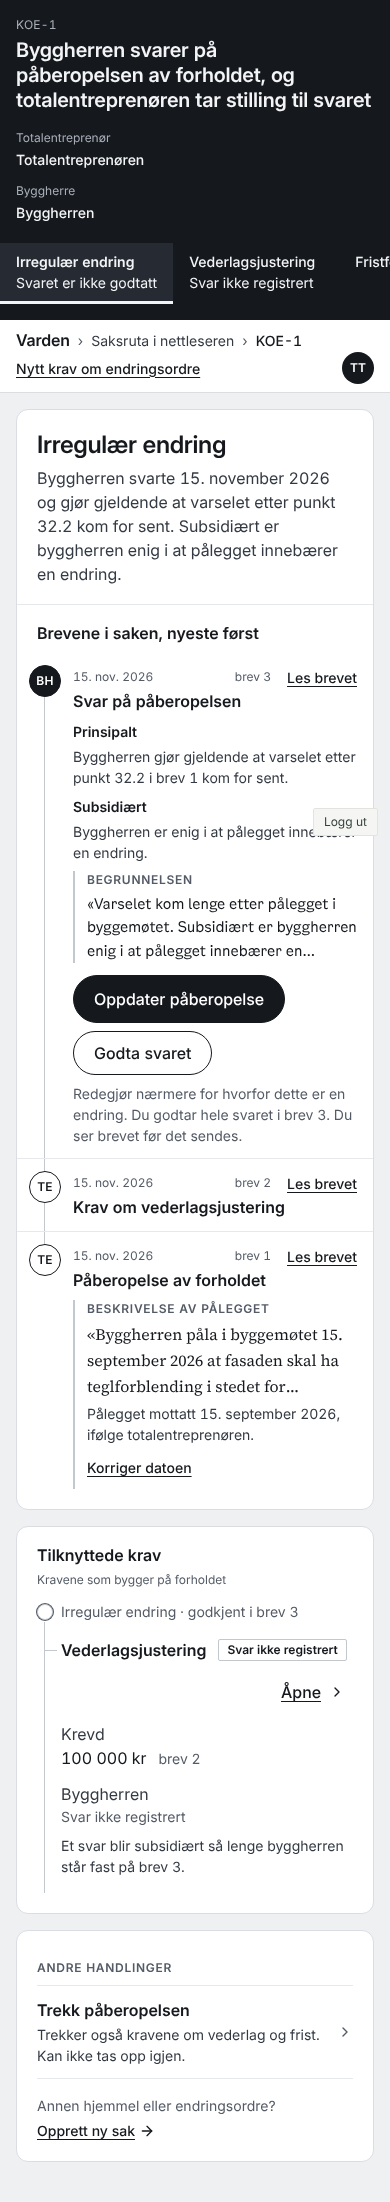 KOE-1
Byggherren svarer på
påberopelsen av forholdet, og
totalentreprenøren tar stilling til svaret
Totalentreprenør
Totalentreprenøren
Byggherre
Byggherren
Irregulær endring
Svaret er ikke godtatt
Vederlagsjustering
Svar ikke registrert
Varden › Saksruta i nettleseren › KOE-1
Nytt krav om endringsordre
TT
Irregulær endring
Byggherren svarte 15. november 2026
og gjør gjeldende at varselet etter punkt
32.2 kom for sent. Subsidiært er
byggherren enig i at pålegget innebærer
en endring.
Brevene i saken, nyeste først
BH
15. nov. 2026 brev 3 Les brevet
Svar på påberopelsen
Prinsipalt
Byggherren gjør gjeldende at varselet etter
punkt 32.2 i brev 1 kom for sent.
Subsidiært
Logg ut
Byggherren er enig i at pålegget
en endring.
BEGRUNNELSEN
«Varselet kom lenge etter pålegget i
byggemøtet. Subsidiært er byggherren
enig i at pålegget innebærer en...
Oppdater påberopelse
Godta svaret
Redegjør nærmere for hvorfor dette er en
endring. Du godtar hele svaret i brev 3. Du
ser brevet før det sendes.
TE
15. nov. 2026 brev 2 Les brevet
Krav om vederlagsjustering
TE
15. nov. 2026 brev 1 Les brevet
Påberopelse av forholdet
BESKRIVELSE AV PÅLEGGET
«Byggherren påla i byggemøtet 15.
september 2026 at fasaden skal ha
teglforblending i stedet for...
Pålegget mottatt 15. september 2026,
ifølge totalentreprenøren.
Korriger datoen
Tilknyttede krav
Kravene som bygger på forholdet
Irregulær endring · godkjent i brev 3
Vederlagsjustering Svar ikke registrert
Åpne
Krevd
100 000 kr brev 2
Byggherren
Svar ikke registrert
Et svar blir subsidiært så lenge byggherren
står fast på brev 3.
ANDRE HANDLINGER
Trekk påberopelsen
Trekker også kravene om vederlag og frist.
Kan ikke tas opp igjen.
Annen hjemmel eller endringsordre?
Opprett ny sak →